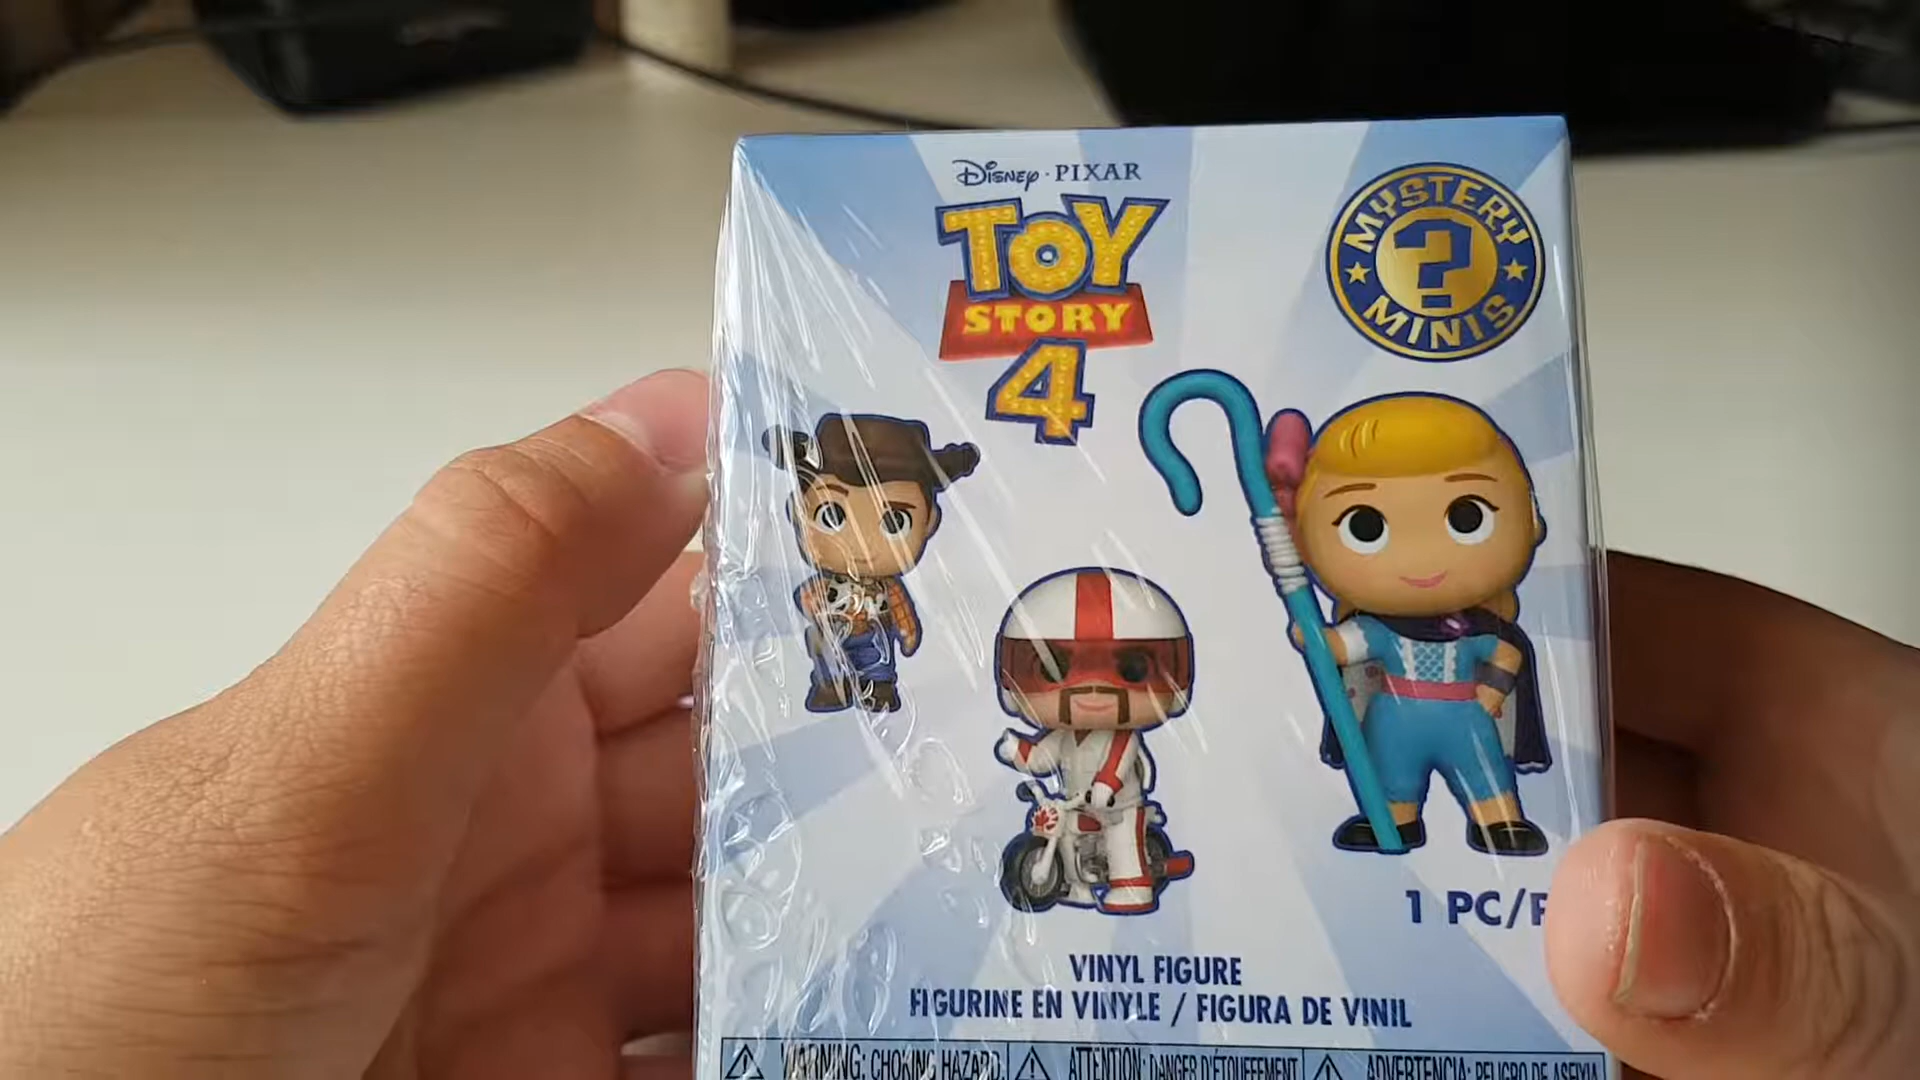 Disney · PIXAR
TOY
STORY
4
MYSTERY
?
MINIS
1 PC/P
VINYL FIGURE
FIGURINE EN VINYLE / FIGURA DE VINIL
WARNING: CHOKING HAZARD. ATTENTION: DANGER D'ÉTOUFFEMENT ADVERTENCIA: PELIGRO DE ASFIXIA